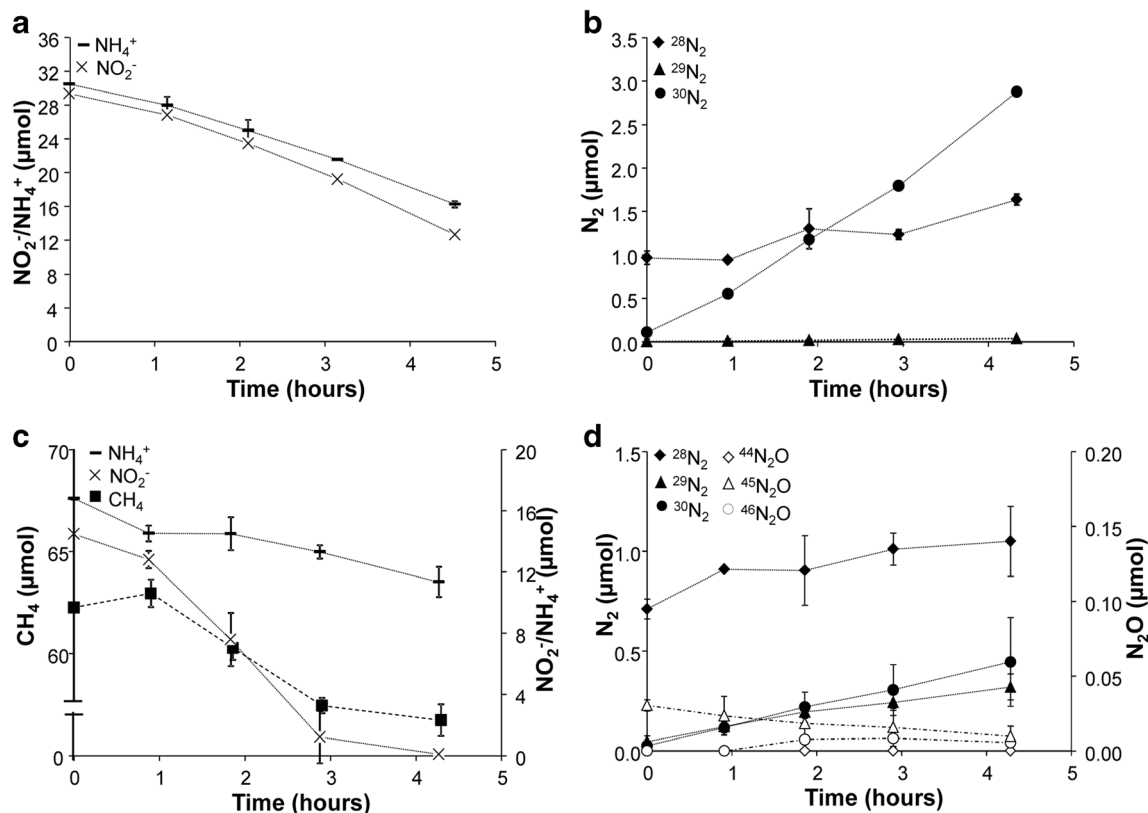 a
NH₄⁺
NO₂⁻
NO₂⁻/NH₄⁺ (µmol)
36
32
28
24
20
16
12
8
4
0
0 1 2 3 4 5
Time (hours)
b
²⁸N₂
²⁹N₂
³⁰N₂
N₂ (µmol)
3.5
3.0
2.5
2.0
1.5
1.0
0.5
0.0
0 1 2 3 4 5
Time (hours)
c
NH₄⁺
NO₂⁻
CH₄
CH₄ (µmol)
70
65
60
0
NO₂⁻/NH₄⁺ (µmol)
20
16
12
8
4
0
0 1 2 3 4 5
Time (hours)
d
²⁸N₂ ⁴⁴N₂O
²⁹N₂ ⁴⁵N₂O
³⁰N₂ ⁴⁶N₂O
N₂ (µmol)
1.5
1.0
0.5
0.0
N₂O (µmol)
0.20
0.15
0.10
0.05
0.00
0 1 2 3 4 5
Time (hours)